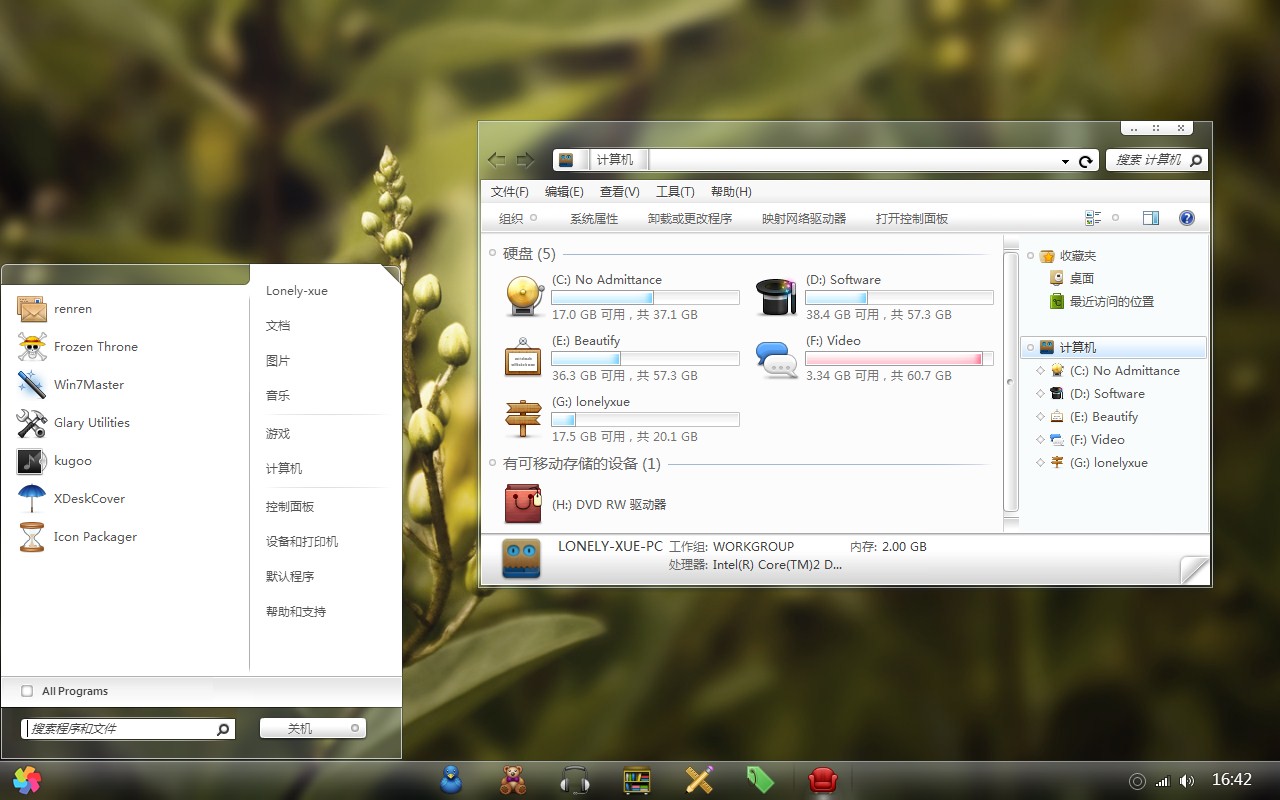 计算机
搜索 计算机
文件(F) 编辑(E) 查看(V) 工具(T) 帮助(H)
组织 系统属性 卸载或更改程序 映射网络驱动器 打开控制面板
硬盘 (5)
(C:) No Admittance
17.0 GB 可用，共 37.1 GB
(D:) Software
38.4 GB 可用，共 57.3 GB
(E:) Beautify
36.3 GB 可用，共 57.3 GB
(F:) Video
3.34 GB 可用，共 60.7 GB
(G:) lonelyxue
17.5 GB 可用，共 20.1 GB
有可移动存储的设备 (1)
(H:) DVD RW 驱动器
收藏夹
桌面
最近访问的位置
计算机
(C:) No Admittance
(D:) Software
(E:) Beautify
(F:) Video
(G:) lonelyxue
LONELY-XUE-PC 工作组: WORKGROUP 内存: 2.00 GB
处理器: Intel(R) Core(TM)2 D...
renren
Frozen Throne
Win7Master
Glary Utilities
kugoo
XDeskCover
Icon Packager
Lonely-xue
文档
图片
音乐
游戏
计算机
控制面板
设备和打印机
默认程序
帮助和支持
All Programs
搜索程序和文件
关机
16:42